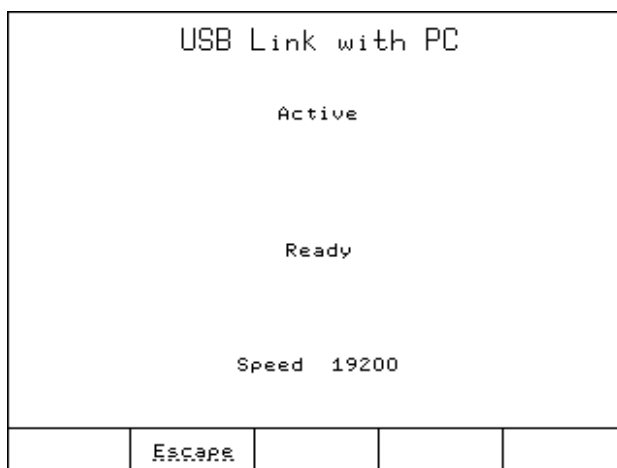 USB Link with PC
Active
Ready
Speed 19200
Escape